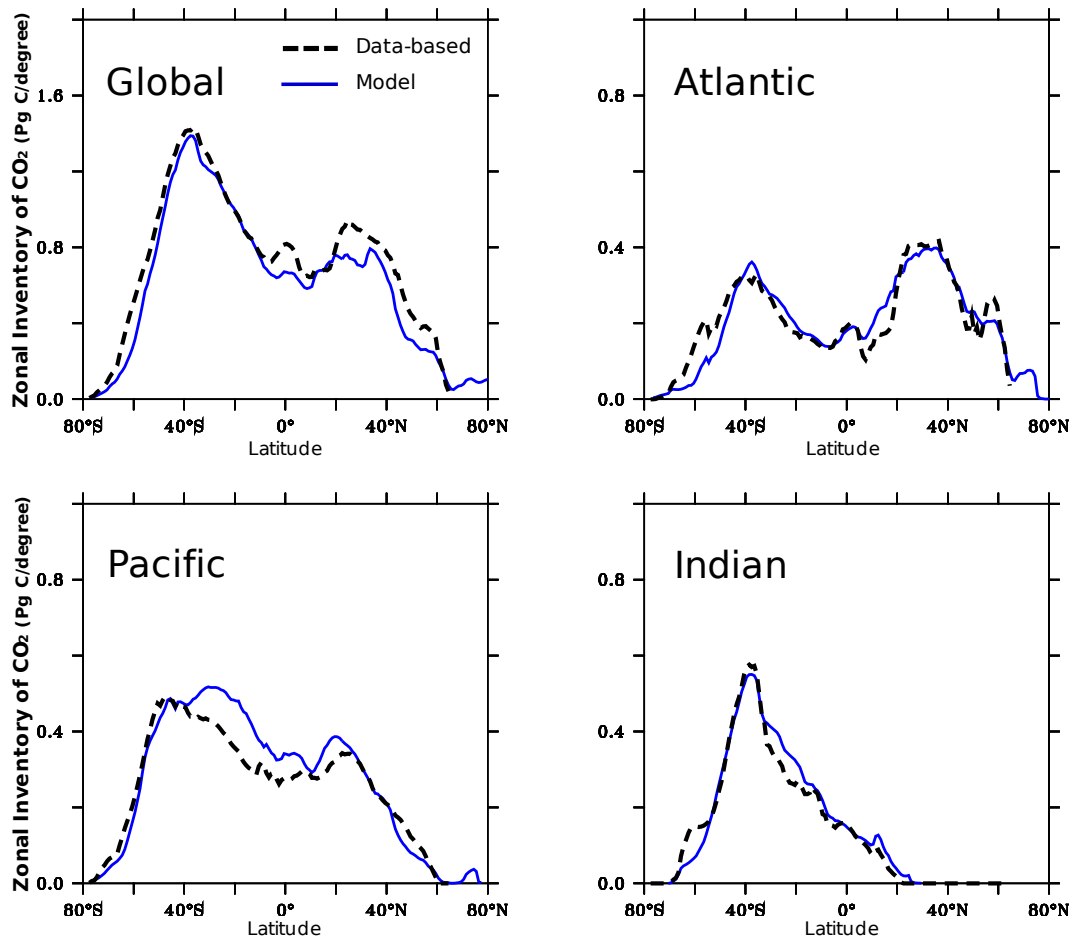 Global
Data-based
Model
Zonal Inventory of CO₂ (Pg C/degree)
1.6
0.8
0.0
80°S 40°S 0° 40°N 80°N
Latitude
Atlantic
0.8
0.4
0.0
80°S 40°S 0° 40°N 80°N
Latitude
Pacific
Zonal Inventory of CO₂ (Pg C/degree)
0.8
0.4
0.0
80°S 40°S 0° 40°N 80°N
Latitude
Indian
0.8
0.4
0.0
80°S 40°S 0° 40°N 80°N
Latitude